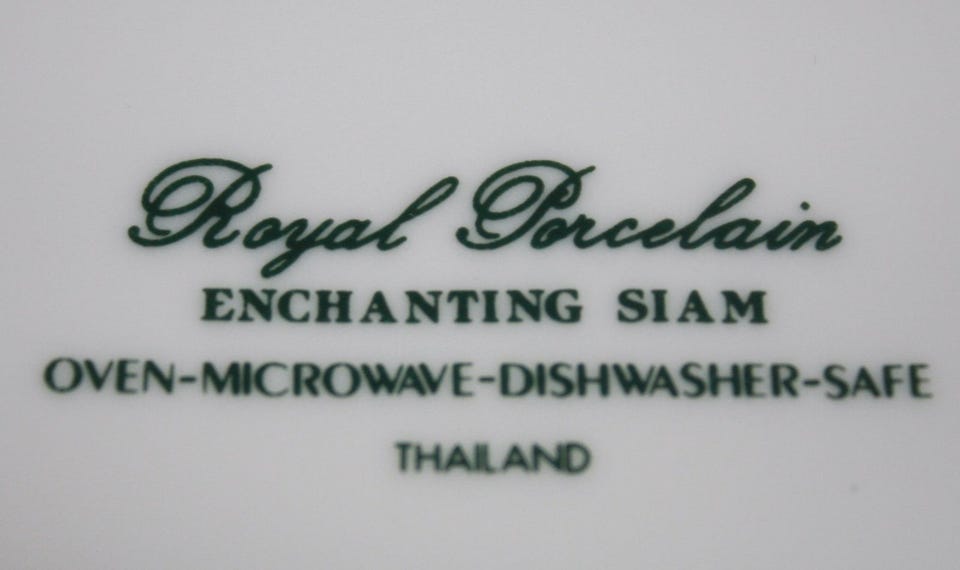 Royal Porcelain
ENCHANTING SIAM
OVEN-MICROWAVE-DISHWASHER-SAFE
THAILAND